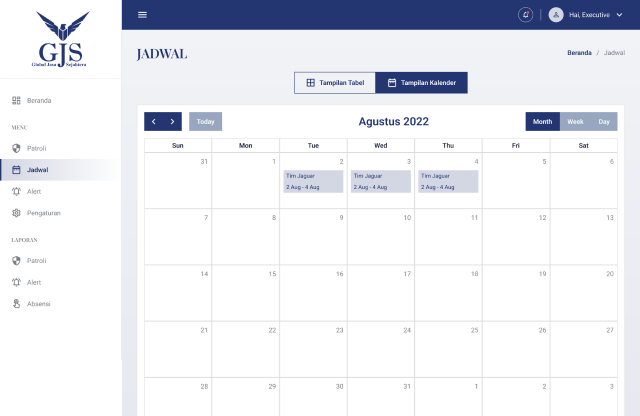 GJS
Global Jasa Sejahtera
Hai, Executive
JADWAL
Beranda / Jadwal
Tampilan Tabel
Tampilan Kalender
Beranda
MENU
Patroli
Jadwal
Alert
Pengaturan
LAPORAN
Patroli
Alert
Absensi
Today
Agustus 2022
Month Week Day
Sun Mon Tue Wed Thu Fri Sat
31 1 2 3 4 5 6
Tim Jaguar Tim Jaguar Tim Jaguar
2 Aug - 4 Aug 2 Aug - 4 Aug 2 Aug - 4 Aug
7 8 9 10 11 12 13
14 15 16 17 18 19 20
21 22 23 24 25 26 27
28 29 30 31 1 2 3